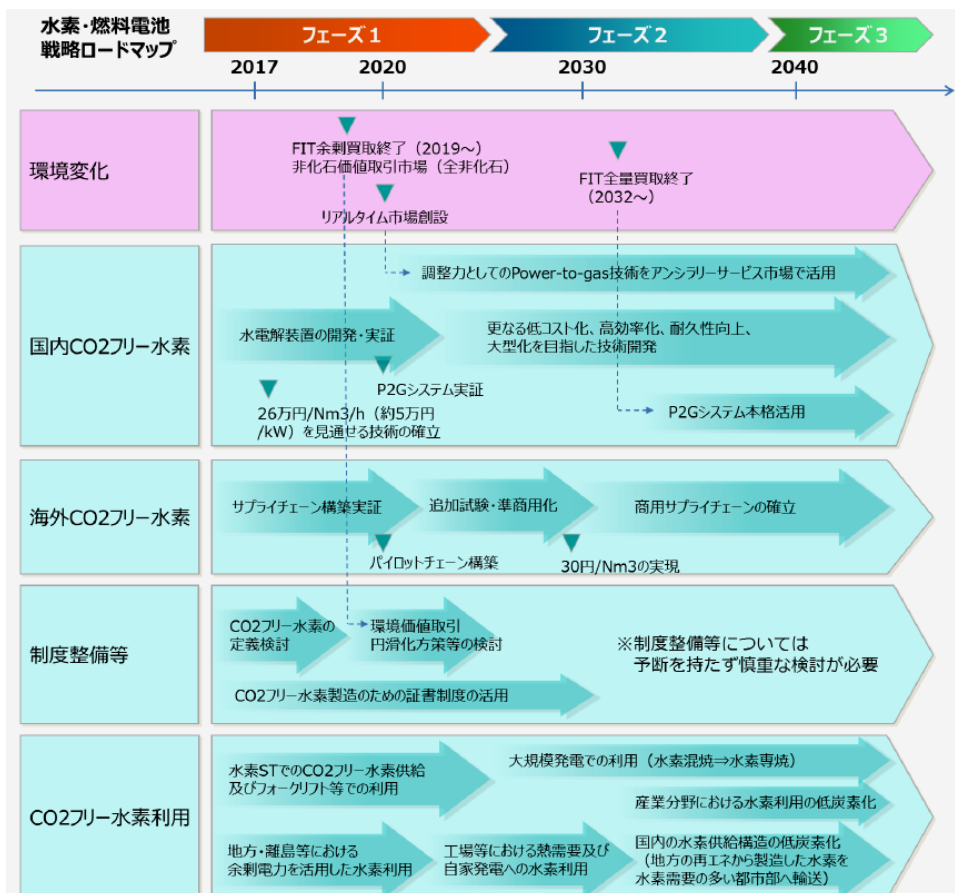 水素・燃料電池
戦略ロードマップ
フェーズ１
フェーズ２
フェーズ３
2017
2020
2030
2040
環境変化
FIT余剰買取終了（2019～）
非化石価値取引市場（全非化石）
リアルタイム市場創設
FIT全量買取終了
（2032～）
国内CO2フリー水素
調整力としてのPower-to-gas技術をアンシラリーサービス市場で活用
水電解装置の開発・実証
更なる低コスト化、高効率化、耐久性向上、
大型化を目指した技術開発
P2Gシステム実証
26万円/Nm3/h（約5万円
/kW）を見通せる技術の確立
P2Gシステム本格活用
海外CO2フリー水素
サプライチェーン構築実証
追加試験・準商用化
商用サプライチェーンの確立
パイロットチェーン構築
30円/Nm3の実現
制度整備等
CO2フリー水素の
定義検討
環境価値取引
円滑化方策等の検討
※制度整備等については
予断を持たず慎重な検討が必要
CO2フリー水素製造のための証書制度の活用
CO2フリー水素利用
水素STでのCO2フリー水素供給
及びフォークリフト等での利用
大規模発電での利用（水素混焼⇒水素専焼）
産業分野における水素利用の低炭素化
地方・離島等における
余剰電力を活用した水素利用
工場等における熱需要及び
自家発電への水素利用
国内の水素供給構造の低炭素化
（地方の再エネから製造した水素を
水素需要の多い都市部へ輸送）